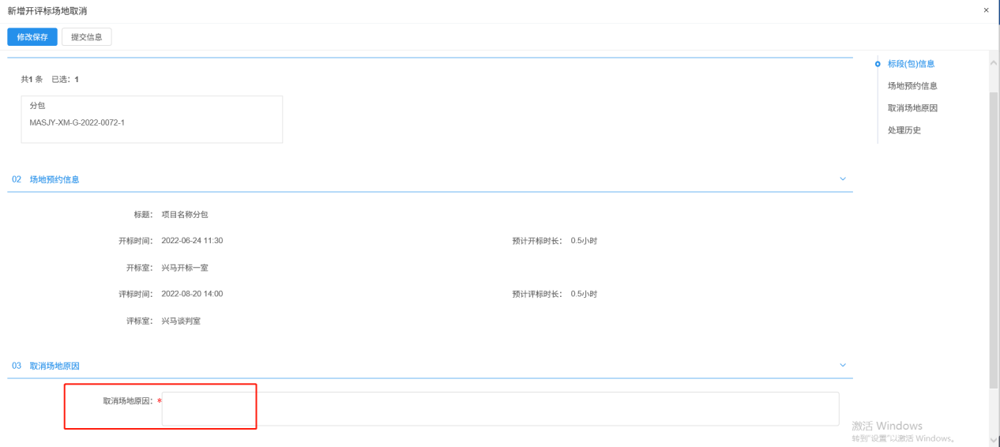 新增开评标场地取消
×
修改保存
提交信息
共1 条 已选：1
分包
MASJY-XM-G-2022-0072-1
标段(包)信息
场地预约信息
取消场地原因
处理历史
02 场地预约信息
标题： 项目名称分包
开标时间： 2022-06-24 11:30 预计开标时长： 0.5小时
开标室： 兴马开标一室
评标时间： 2022-08-20 14:00 预计评标时长： 0.5小时
评标室： 兴马谈判室
03 取消场地原因
取消场地原因：*
激活 Windows
转到"设置"以激活 Windows。